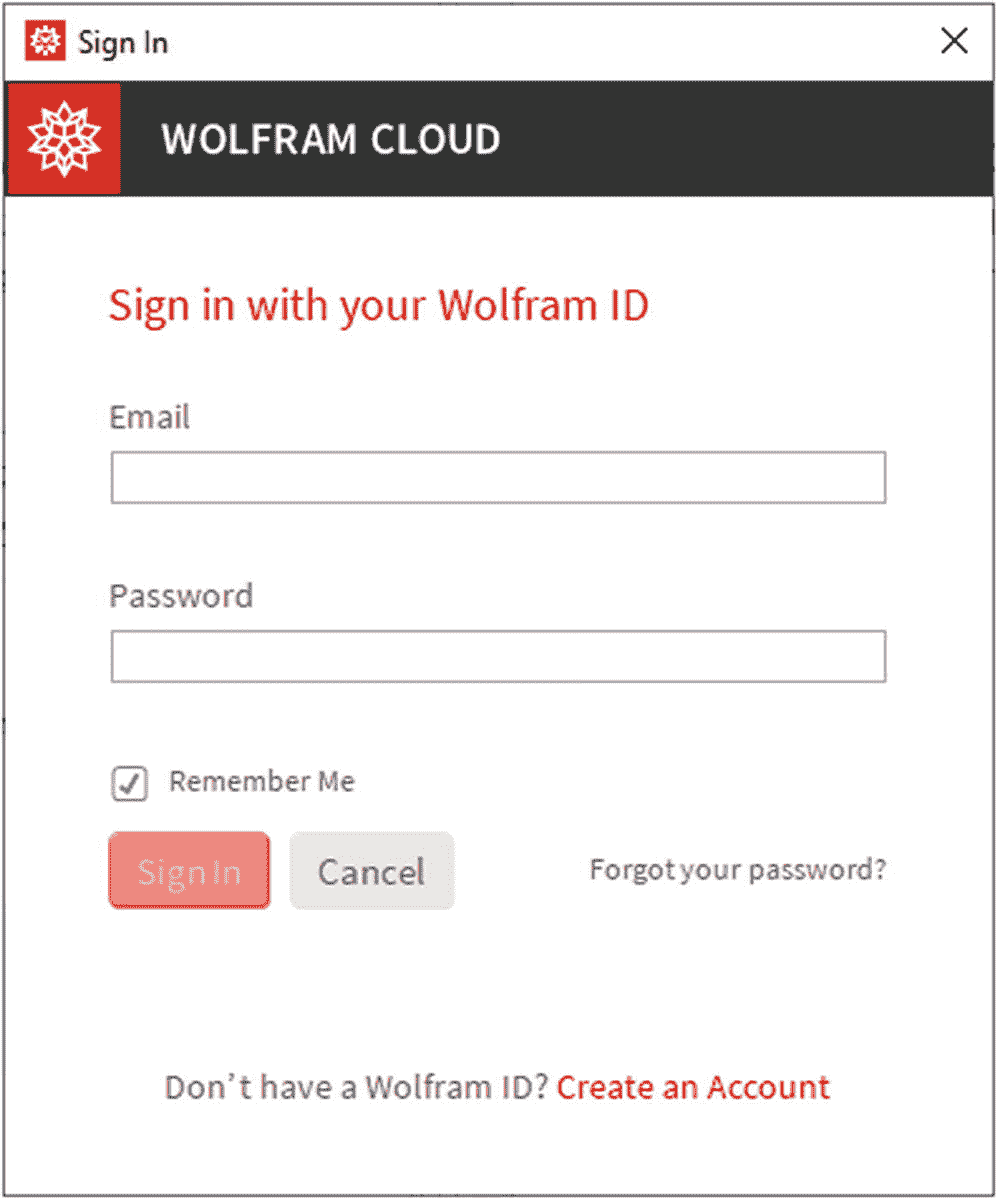 Sign In
WOLFRAM CLOUD
Sign in with your Wolfram ID
Email
Password
Remember Me
Sign In Cancel Forgot your password?
Don't have a Wolfram ID? Create an Account